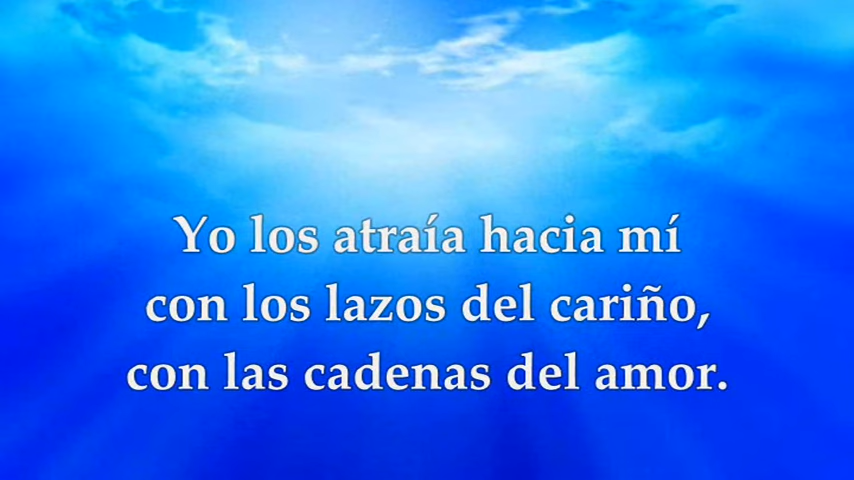 Yo los atraía hacia mí
con los lazos del cariño,
con las cadenas del amor.